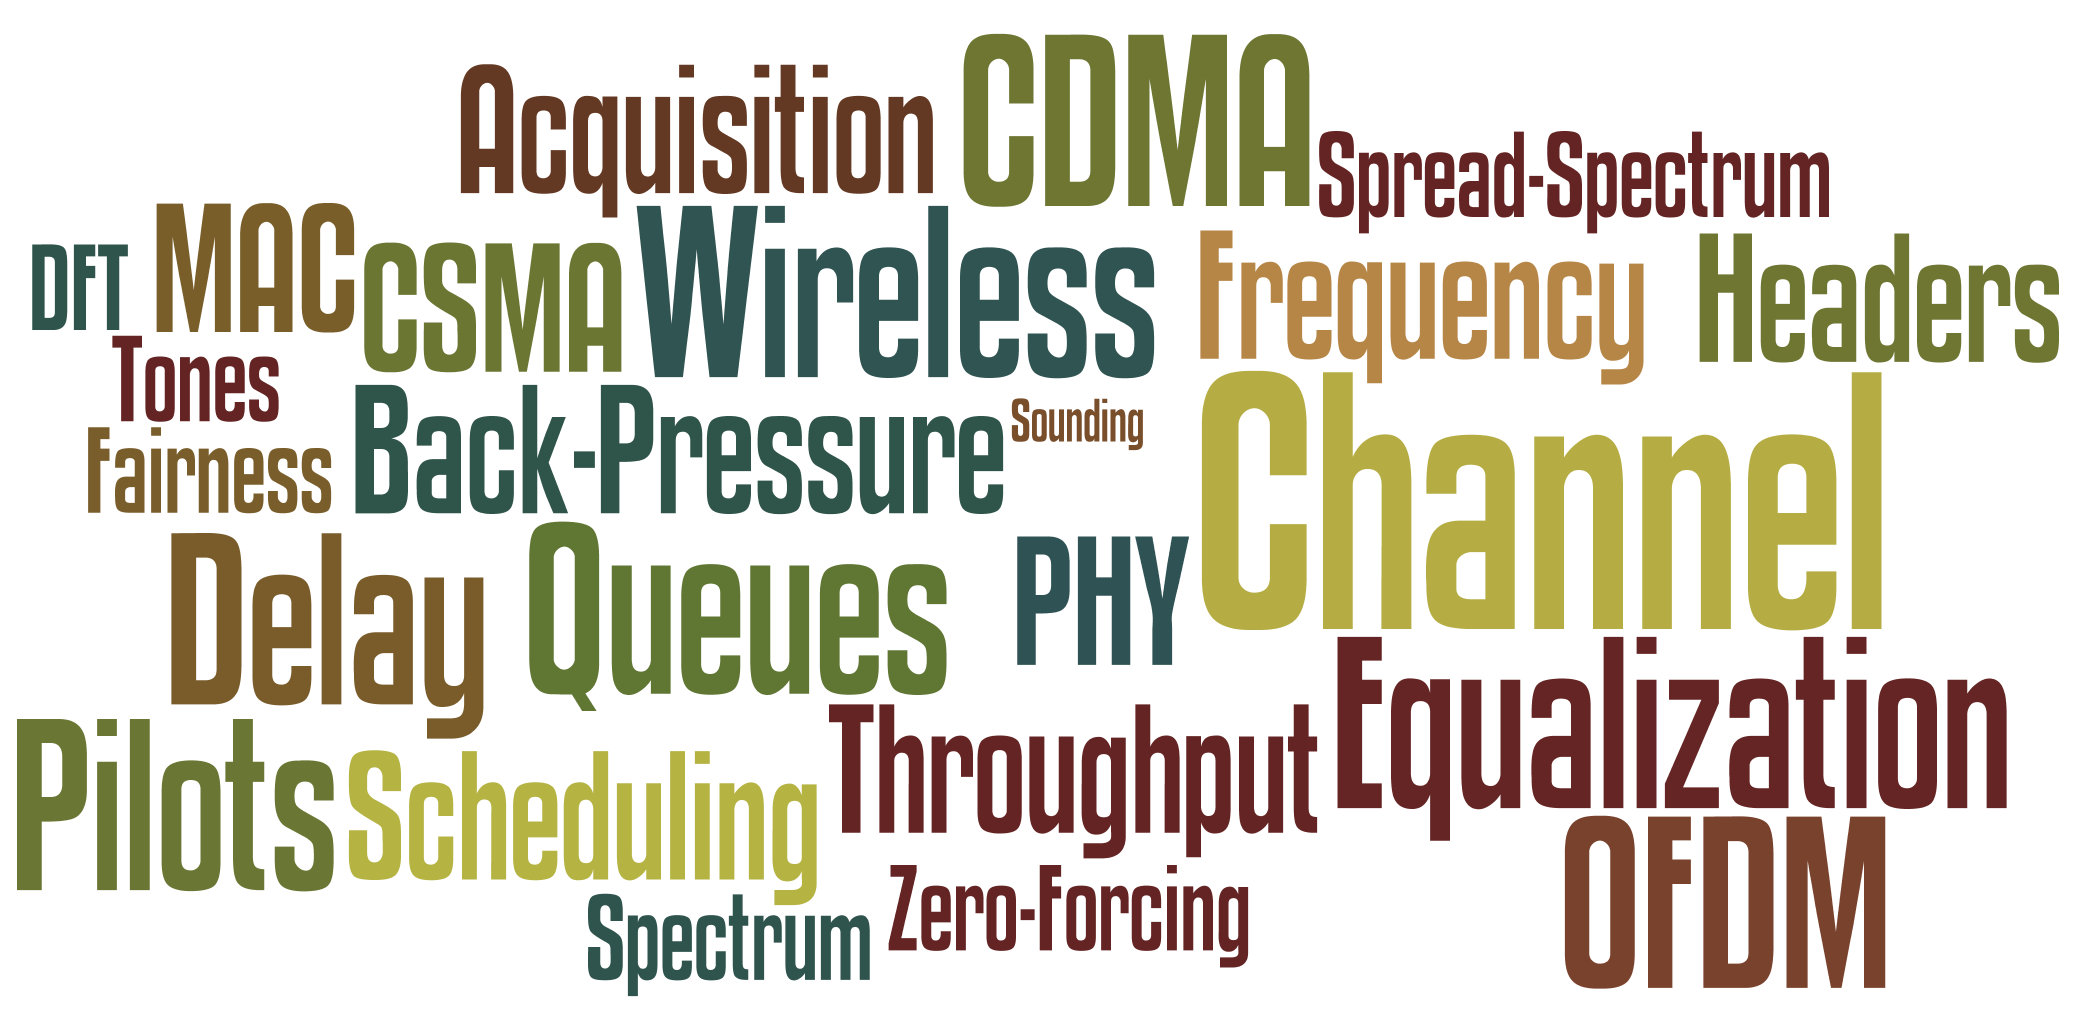 Acquisition
CDMA
Spread-Spectrum
DFT
MAC
CSMA
Wireless
Frequency
Headers
Tones
Fairness
Back-Pressure
Sounding
Channel
Delay
Queues
PHY
Equalization
Pilots
Scheduling
Throughput
Spectrum
Zero-Forcing
OFDM